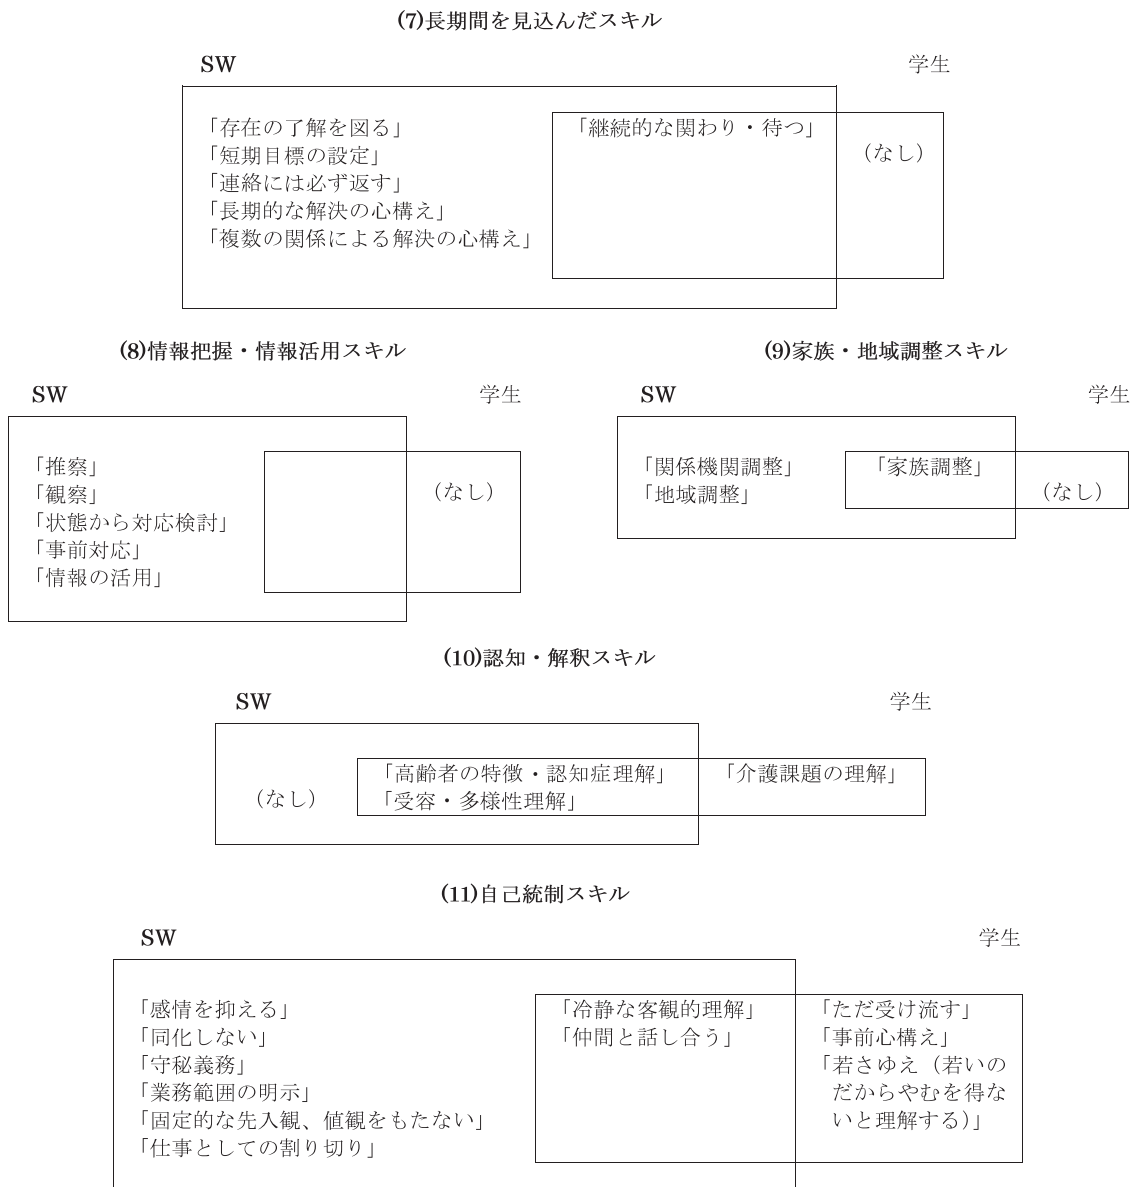 (7)長期間を見込んだスキル
SW
学生
「存在の了解を図る」
「短期目標の設定」
「連絡には必ず返す」
「長期的な解決の心構え」
「複数の関係による解決の心構え」
「継続的な関わり・待つ」
（なし）
(8)情報把握・情報活用スキル
SW
学生
「推察」
「観察」
「状態から対応検討」
「事前対応」
「情報の活用」
（なし）
(9)家族・地域調整スキル
SW
学生
「関係機関調整」
「地域調整」
「家族調整」
（なし）
(10)認知・解釈スキル
SW
学生
（なし）
「高齢者の特徴・認知症理解」
「受容・多様性理解」
「介護課題の理解」
(11)自己統制スキル
SW
学生
「感情を抑える」
「同化しない」
「守秘義務」
「業務範囲の明示」
「固定的な先入観、値観をもたない」
「仕事としての割り切り」
「冷静な客観的理解」
「仲間と話し合う」
「ただ受け流す」
「事前心構え」
「若さゆえ（若いの
だからやむを得な
いと理解する）」